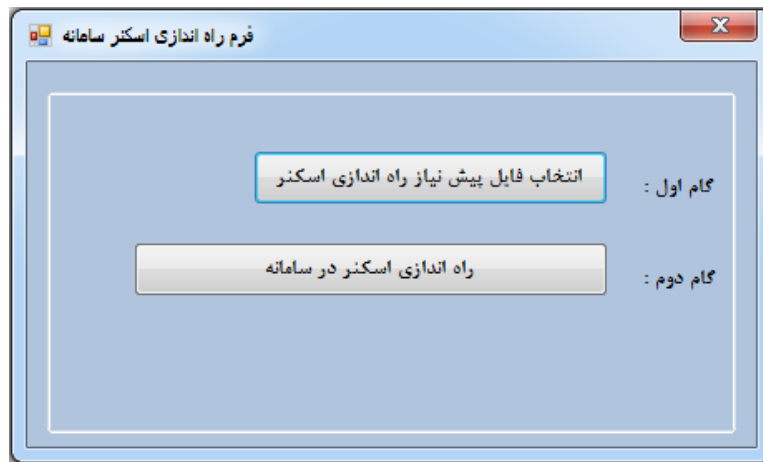 فرم راه اندازی اسکنر سامانه
گام اول : انتخاب فایل پیش نیاز راه اندازی اسکنر
گام دوم : راه اندازی اسکنر در سامانه